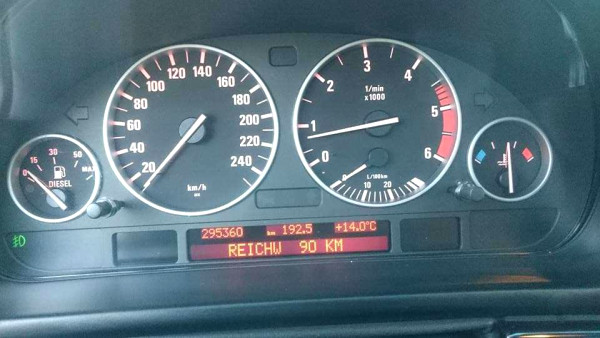 100 120 140 160
80 180
60 200
40 220
20 240
km/h
3 4
2 1/min 5
x1000
1
0 6
L/100km
0 10 20
0 15 30 50 MAX
DIESEL
295360 km 192.5 +14.0°C
REICHW 90 KM